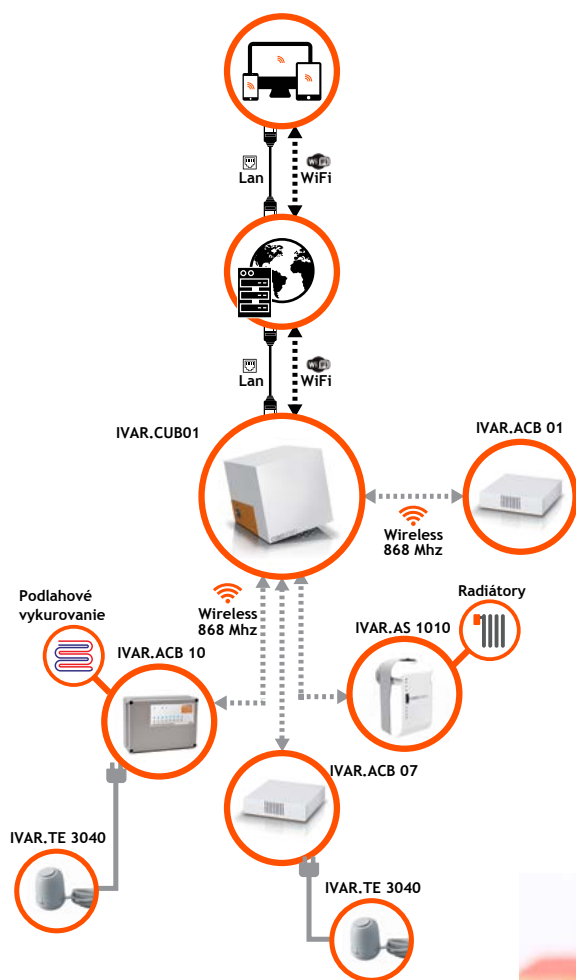 Lan
WiFi
Lan
WiFi
IVAR.CUB01
IVAR.ACB 01
Wireless
868 Mhz
Wireless
868 Mhz
Podlahové
vykurovanie
Radiátory
IVAR.AS 1010
IVAR.ACB 10
IVAR.ACB 07
IVAR.TE 3040
IVAR.TE 3040